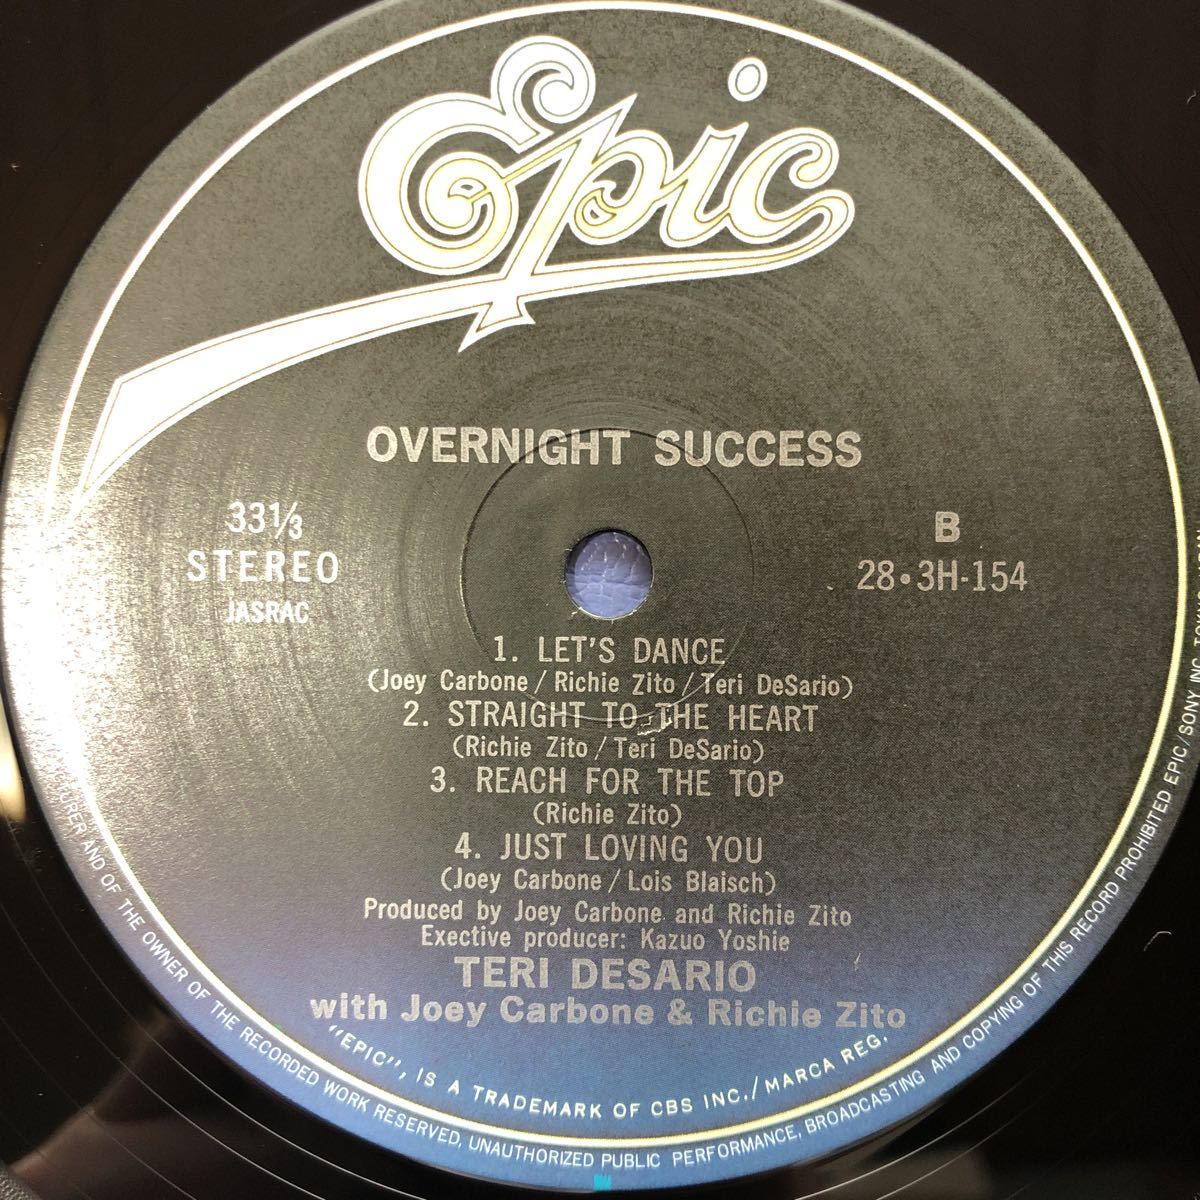 Epic
OVERNIGHT SUCCESS
33⅓
STEREO
JASRAC
B
28・3H-154
1. LET'S DANCE
(Joey Carbone / Richie Zito / Teri DeSario)
2. STRAIGHT TO THE HEART
(Richie Zito / Teri DeSario)
3. REACH FOR THE TOP
(Richie Zito)
4. JUST LOVING YOU
(Joey Carbone / Lois Blaisch)
Produced by Joey Carbone and Richie Zito
Exective producer: Kazuo Yoshie
TERI DESARIO
with Joey Carbone & Richie Zito
"EPIC", IS A TRADEMARK OF CBS INC./MARCA REG.
AND OF THE OWNER OF THE RECORDED WORK RESERVED, UNAUTHORIZED PUBLIC PERFORMANCE, BROADCASTING AND COPYING OF THIS RECORD PROHIBITED EPIC/SONY INC.